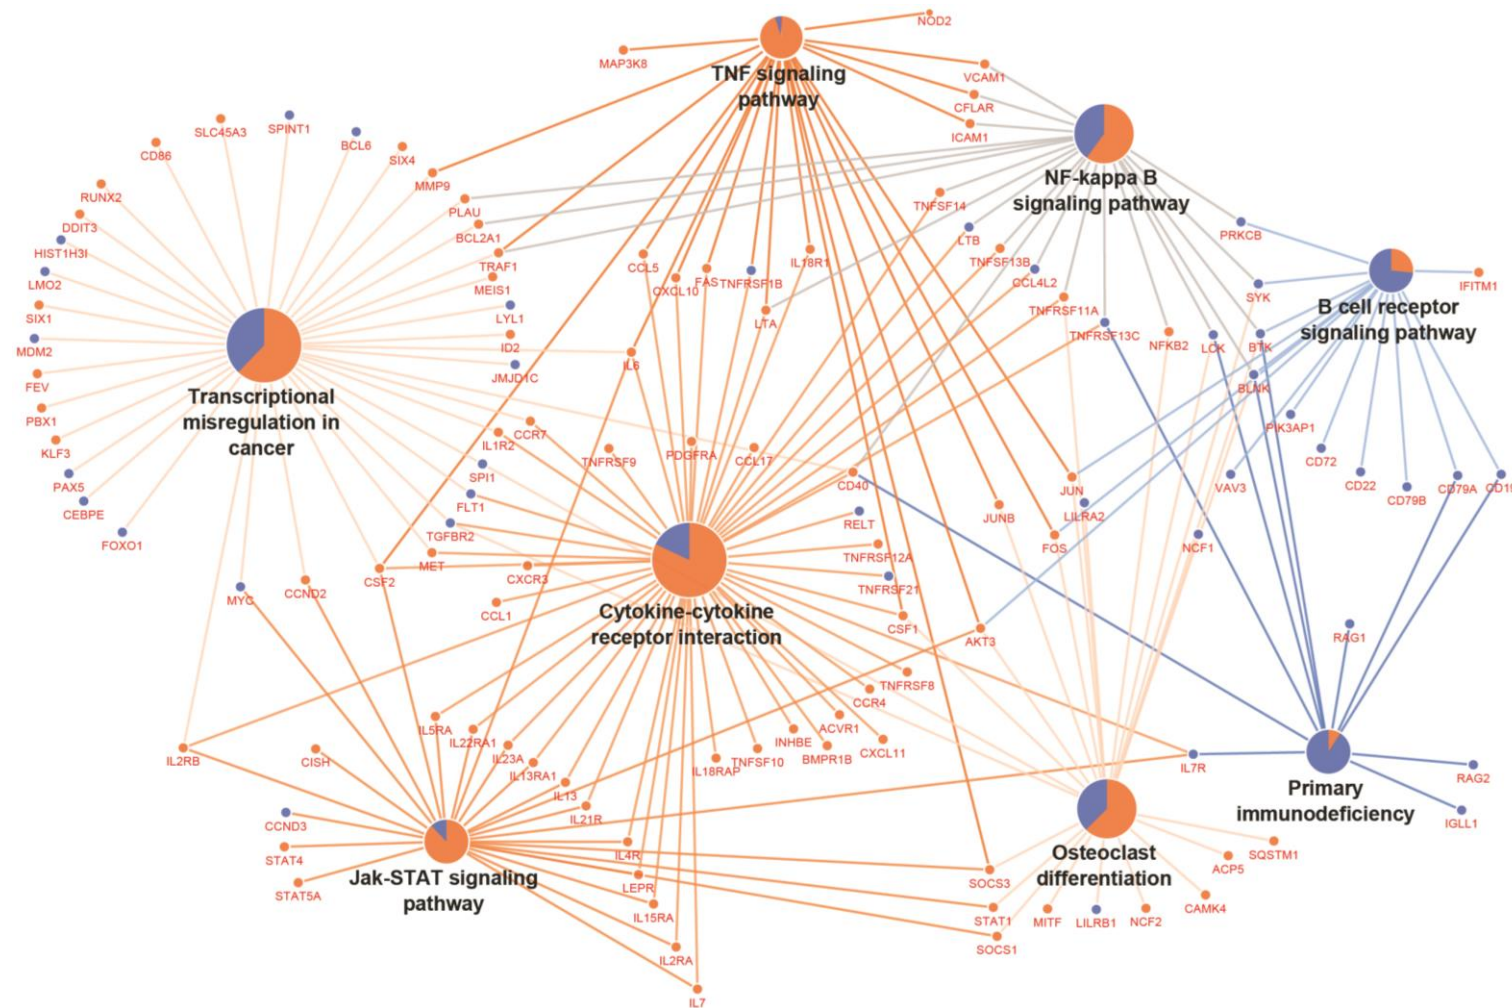 NOD2
MAP3K8
TNF signaling
pathway
VCAM1
CFLAR
ICAM1
SLC45A3
SPINT1
BCL6
CD86
SIX4
MMP9
NF-kappa B
signaling pathway
RUNX2
PLAU
TNFSF14
DDIT3
BCL2A1
LTB
PRKCB
HIST1H3I
TRAF1
CCL5
IL18R1
TNFSF13B
LMO2
MEIS1
CXCL10
FAS
TNFRSF1B
CCL4L2
SYK
IFITM1
B cell receptor
signaling pathway
SIX1
LYL1
LTA
TNFRSF11A
TNFRSF13C
NFKB2
LCK
BTK
MDM2
ID2
IL6
FEV
JMJD1C
BLNK
Transcriptional
misregulation in
cancer
PBX1
PIK3AP1
KLF3
CCR7
IL1R2
TNFRSF9
PDGFRA
CCL17
CD72
PAX5
SPI1
CD40
JUN
VAV3
CD22
CD79B
CD79A
CEBPE
FLT1
RELT
JUNB
LILRA2
FOXO1
TGFBR2
TNFRSF12A
FOS
NCF1
MET
CSF2
CXCR3
TNFRSF21
MYC
CCND2
CCL1
Cytokine-cytokine
receptor interaction
CSF1
AKT3
RAG1
TNFRSF8
CCR4
IL5RA
IL22RA1
ACVR1
INHBE
BMPR1B
CXCL11
IL2RB
CISH
IL23A
IL13RA1
IL18RAP
TNFSF10
IL7R
RAG2
Primary
immunodeficiency
IL13
IL21R
CCND3
IGLL1
STAT4
IL4R
Osteoclast
differentiation
SQSTM1
ACP5
Jak-STAT signaling
pathway
STAT5A
LEPR
SOCS3
IL15RA
STAT1
MITF
LILRB1
NCF2
CAMK4
SOCS1
IL2RA
IL7